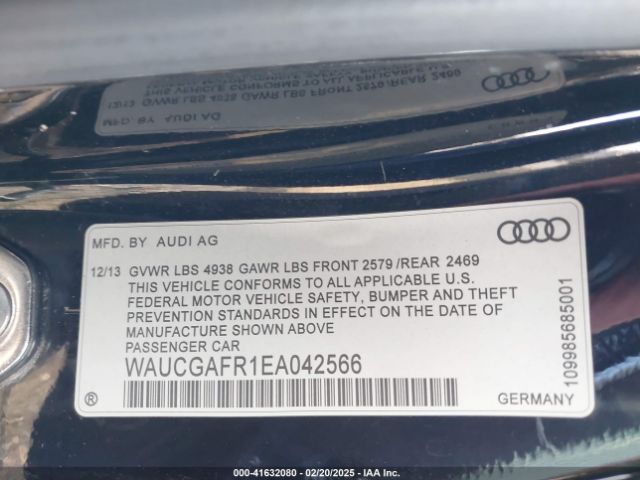 MFD. BY AUDI AG
12/13 GVWR LBS 4938 GAWR LBS FRONT 2579 /REAR 2469
THIS VEHICLE CONFORMS TO ALL APPLICABLE U.S.
FEDERAL MOTOR VEHICLE SAFETY, BUMPER AND THEFT
PREVENTION STANDARDS IN EFFECT ON THE DATE OF
MANUFACTURE SHOWN ABOVE
PASSENGER CAR
WAUCGAFR1EA042566
®
GERMANY
109985685001
000-41632080 - 02/20/2025 - IAA Inc.